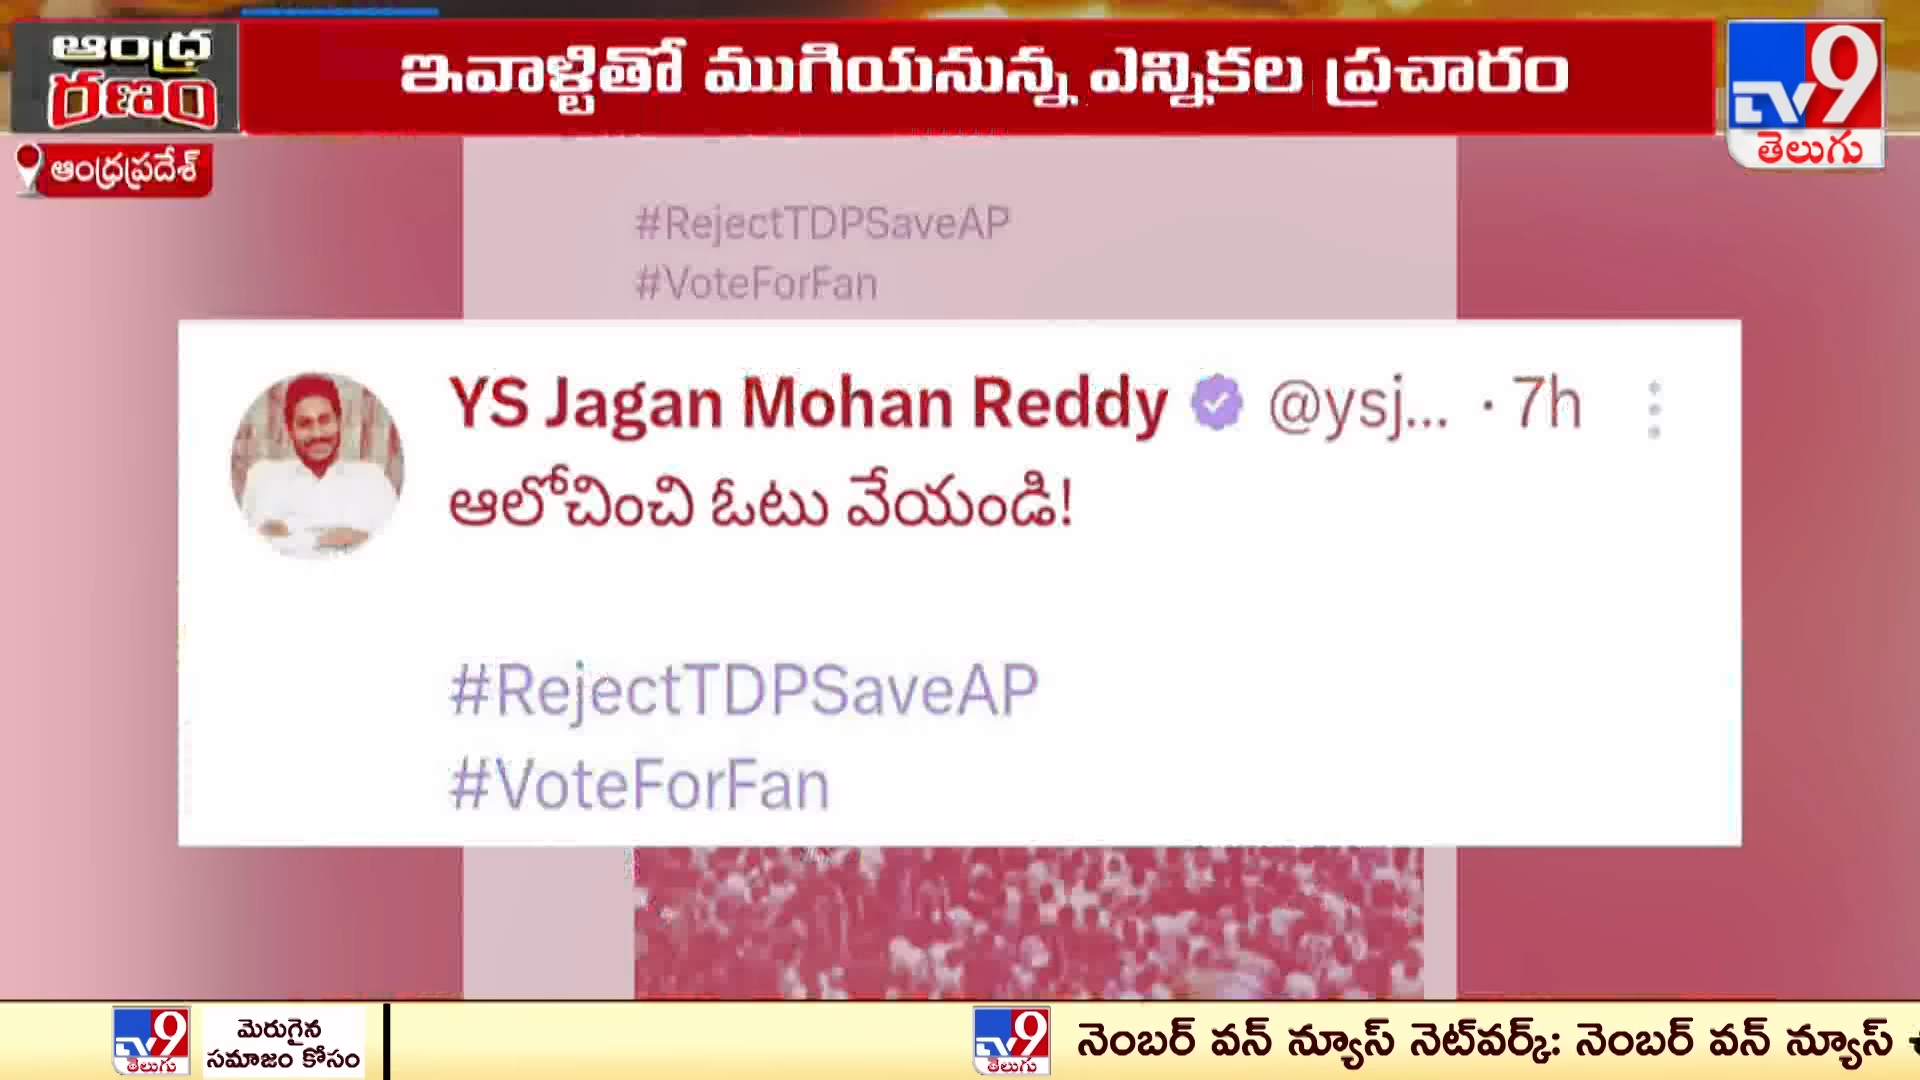 ఆంధ్ర
రణం
ఇవాళ్టితో ముగియనున్న ఎన్నికల ప్రచారం
TV9
తెలుగు
ఆంధ్రప్రదేశ్
#RejectTDPSaveAP
#VoteForFan
YS Jagan Mohan Reddy @ysj... · 7h
ఆలోచించి ఓటు వేయండి!
#RejectTDPSaveAP
#VoteForFan
TV9
తెలుగు
మెరుగైన
సమాజం కోసం
TV9
తెలుగు
నెంబర్ వన్ న్యూస్ నెట్‌వర్క్: నెంబర్ వన్ న్యూస్